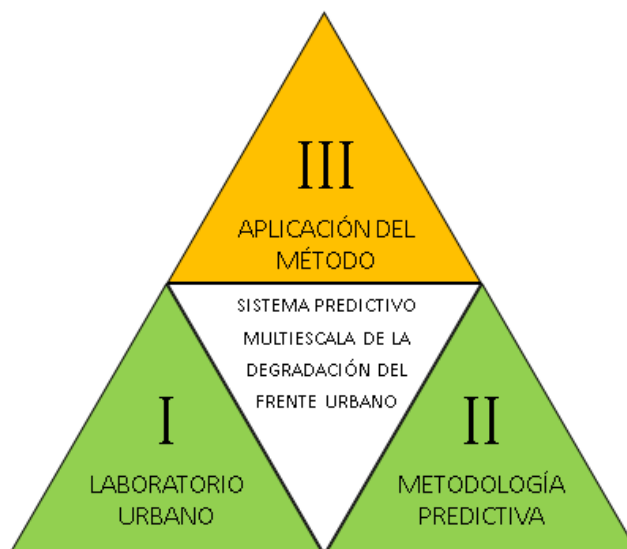 III
APLICACIÓN DEL
MÉTODO
SISTEMA PREDICTIVO
MULTIESCALA DE LA
DEGRADACIÓN DEL
FRENTE URBANO
I
LABORATORIO
URBANO
II
METODOLOGÍA
PREDICTIVA